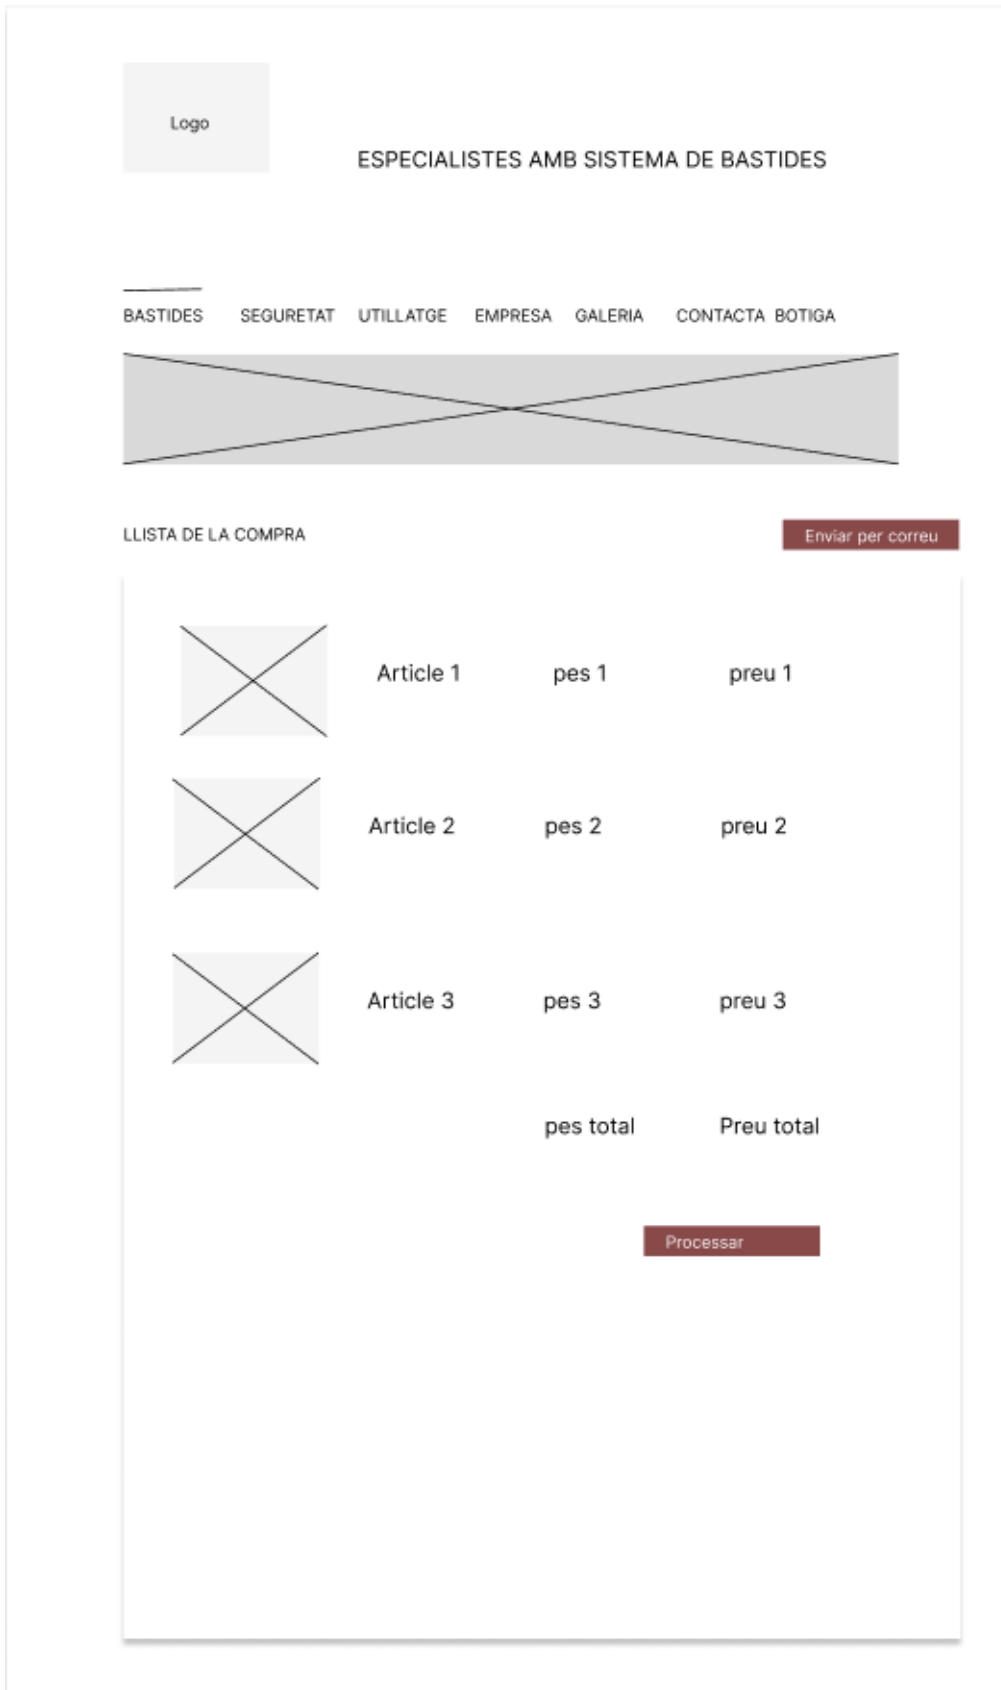 Logo
ESPECIALISTES AMB SISTEMA DE BASTIDES
BASTIDES SEGURETAT UTILLATGE EMPRESA GALERIA CONTACTA BOTIGA
LLISTA DE LA COMPRA Enviar per correu
Article 1 pes 1 preu 1
Article 2 pes 2 preu 2
Article 3 pes 3 preu 3
pes total Preu total
Processar